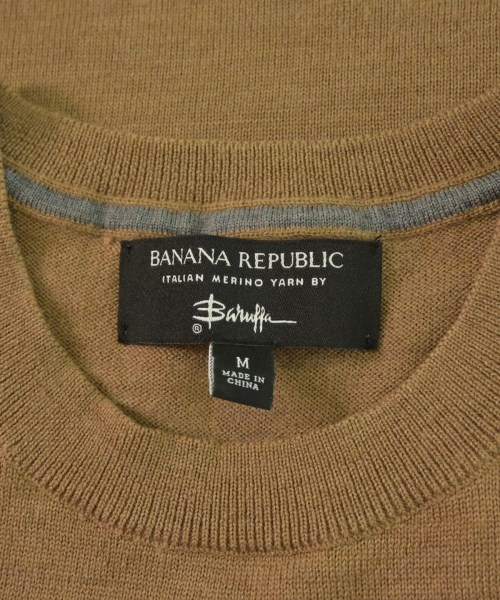 BANANA REPUBLIC
ITALIAN MERINO YARN BY
Baruffa
®
M
MADE IN
CHINA